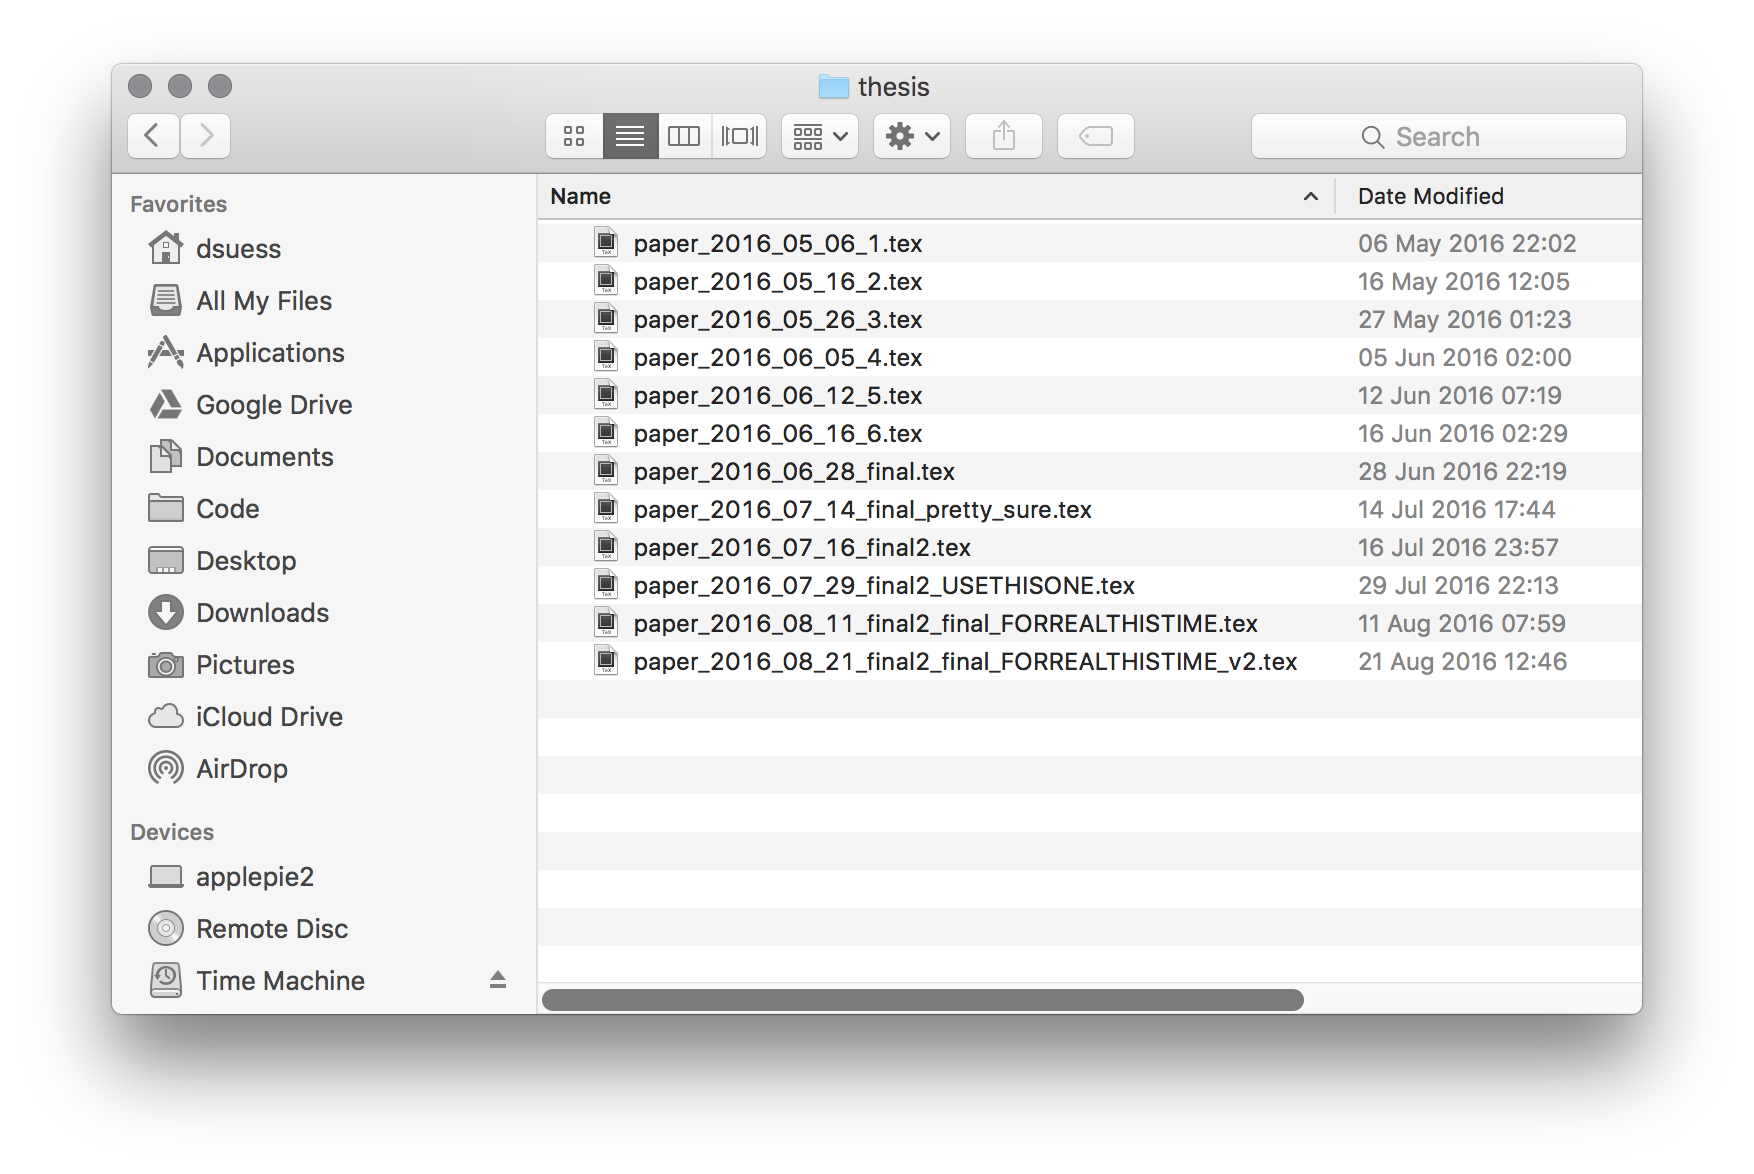 thesis
Search
Favorites
dsuess
All My Files
Applications
Google Drive
Documents
Code
Desktop
Downloads
Pictures
iCloud Drive
AirDrop
Devices
applepie2
Remote Disc
Time Machine
Name Date Modified
paper_2016_05_06_1.tex 06 May 2016 22:02
paper_2016_05_16_2.tex 16 May 2016 12:05
paper_2016_05_26_3.tex 27 May 2016 01:23
paper_2016_06_05_4.tex 05 Jun 2016 02:00
paper_2016_06_12_5.tex 12 Jun 2016 07:19
paper_2016_06_16_6.tex 16 Jun 2016 02:29
paper_2016_06_28_final.tex 28 Jun 2016 22:19
paper_2016_07_14_final_pretty_sure.tex 14 Jul 2016 17:44
paper_2016_07_16_final2.tex 16 Jul 2016 23:57
paper_2016_07_29_final2_USETHISONE.tex 29 Jul 2016 22:13
paper_2016_08_11_final2_final_FORREALTHISTIME.tex 11 Aug 2016 07:59
paper_2016_08_21_final2_final_FORREALTHISTIME_v2.tex 21 Aug 2016 12:46